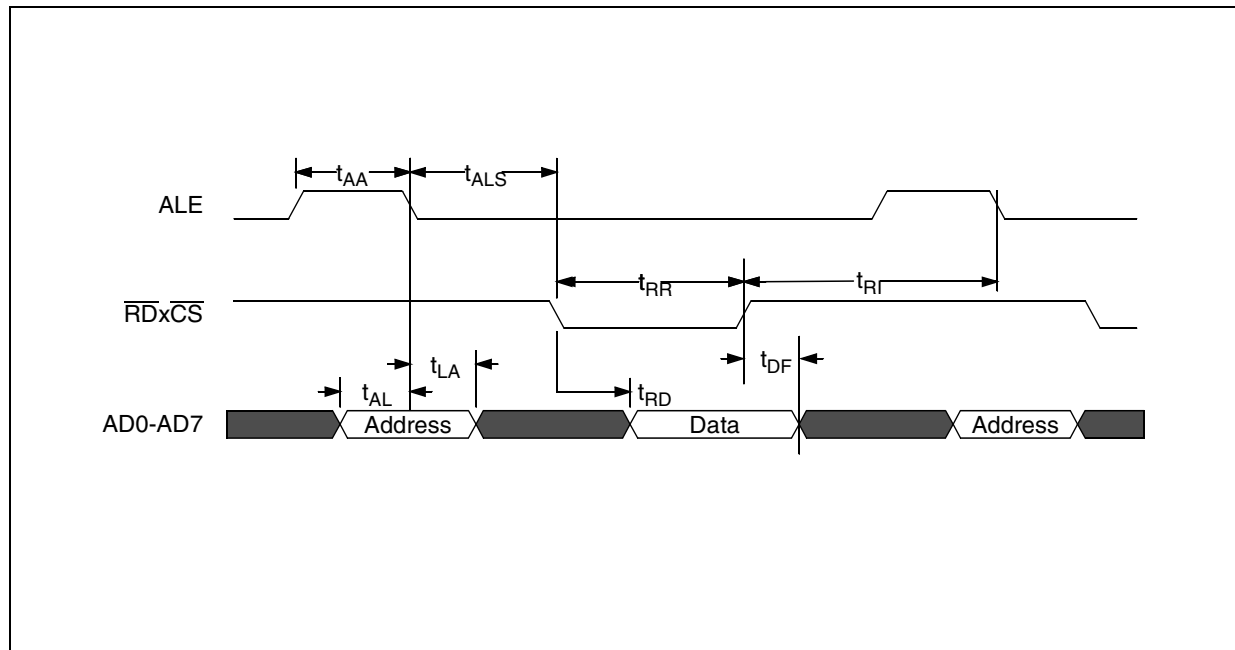 tAA
tALS
ALE
tRR
tRI
RDxCS
tLA
tDF
tAL
tRD
AD0-AD7
Address
Data
Address